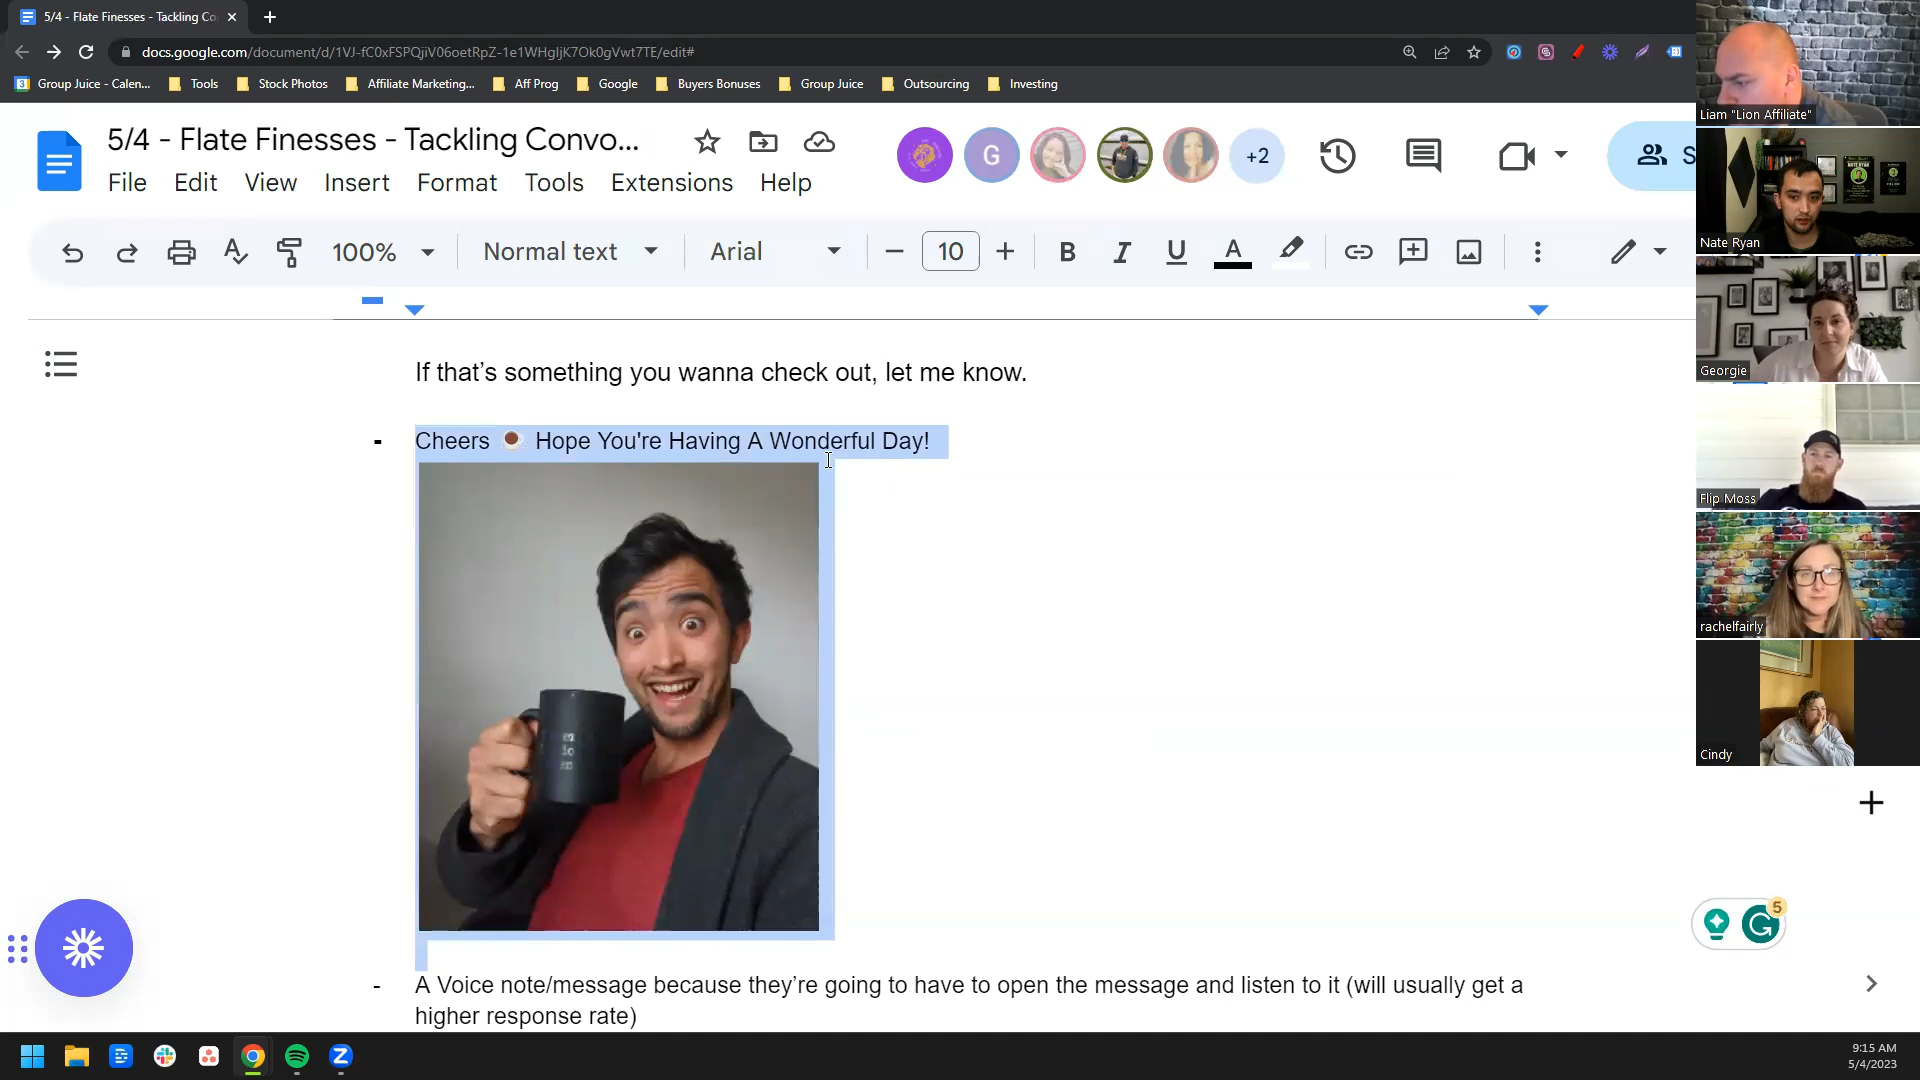 5/4 - Flate Finesses - Tackling Co
docs.google.com/document/d/1VJ-fC0xFSPQjiV06oetRpZ-1e1WHgIjK7Ok0gVwt7TE/edit#
Group Juice - Calen...
Tools
Stock Photos
Affiliate Marketing...
Aff Prog
Google
Buyers Bonuses
Group Juice
Outsourcing
Investing
5/4 - Flate Finesses - Tackling Convo...
G
+2
S
File Edit View Insert Format Tools Extensions Help
100%
Normal text
Arial
10
B I U A
If that’s something you wanna check out, let me know.
- Cheers ☕ Hope You're Having A Wonderful Day!
- A Voice note/message because they’re going to have to open the message and listen to it (will usually get a
higher response rate)
Liam "Lion Affiliate"
Nate Ryan
Georgie
Flip Moss
rachelfairly
Cindy
5
9:15 AM
5/4/2023